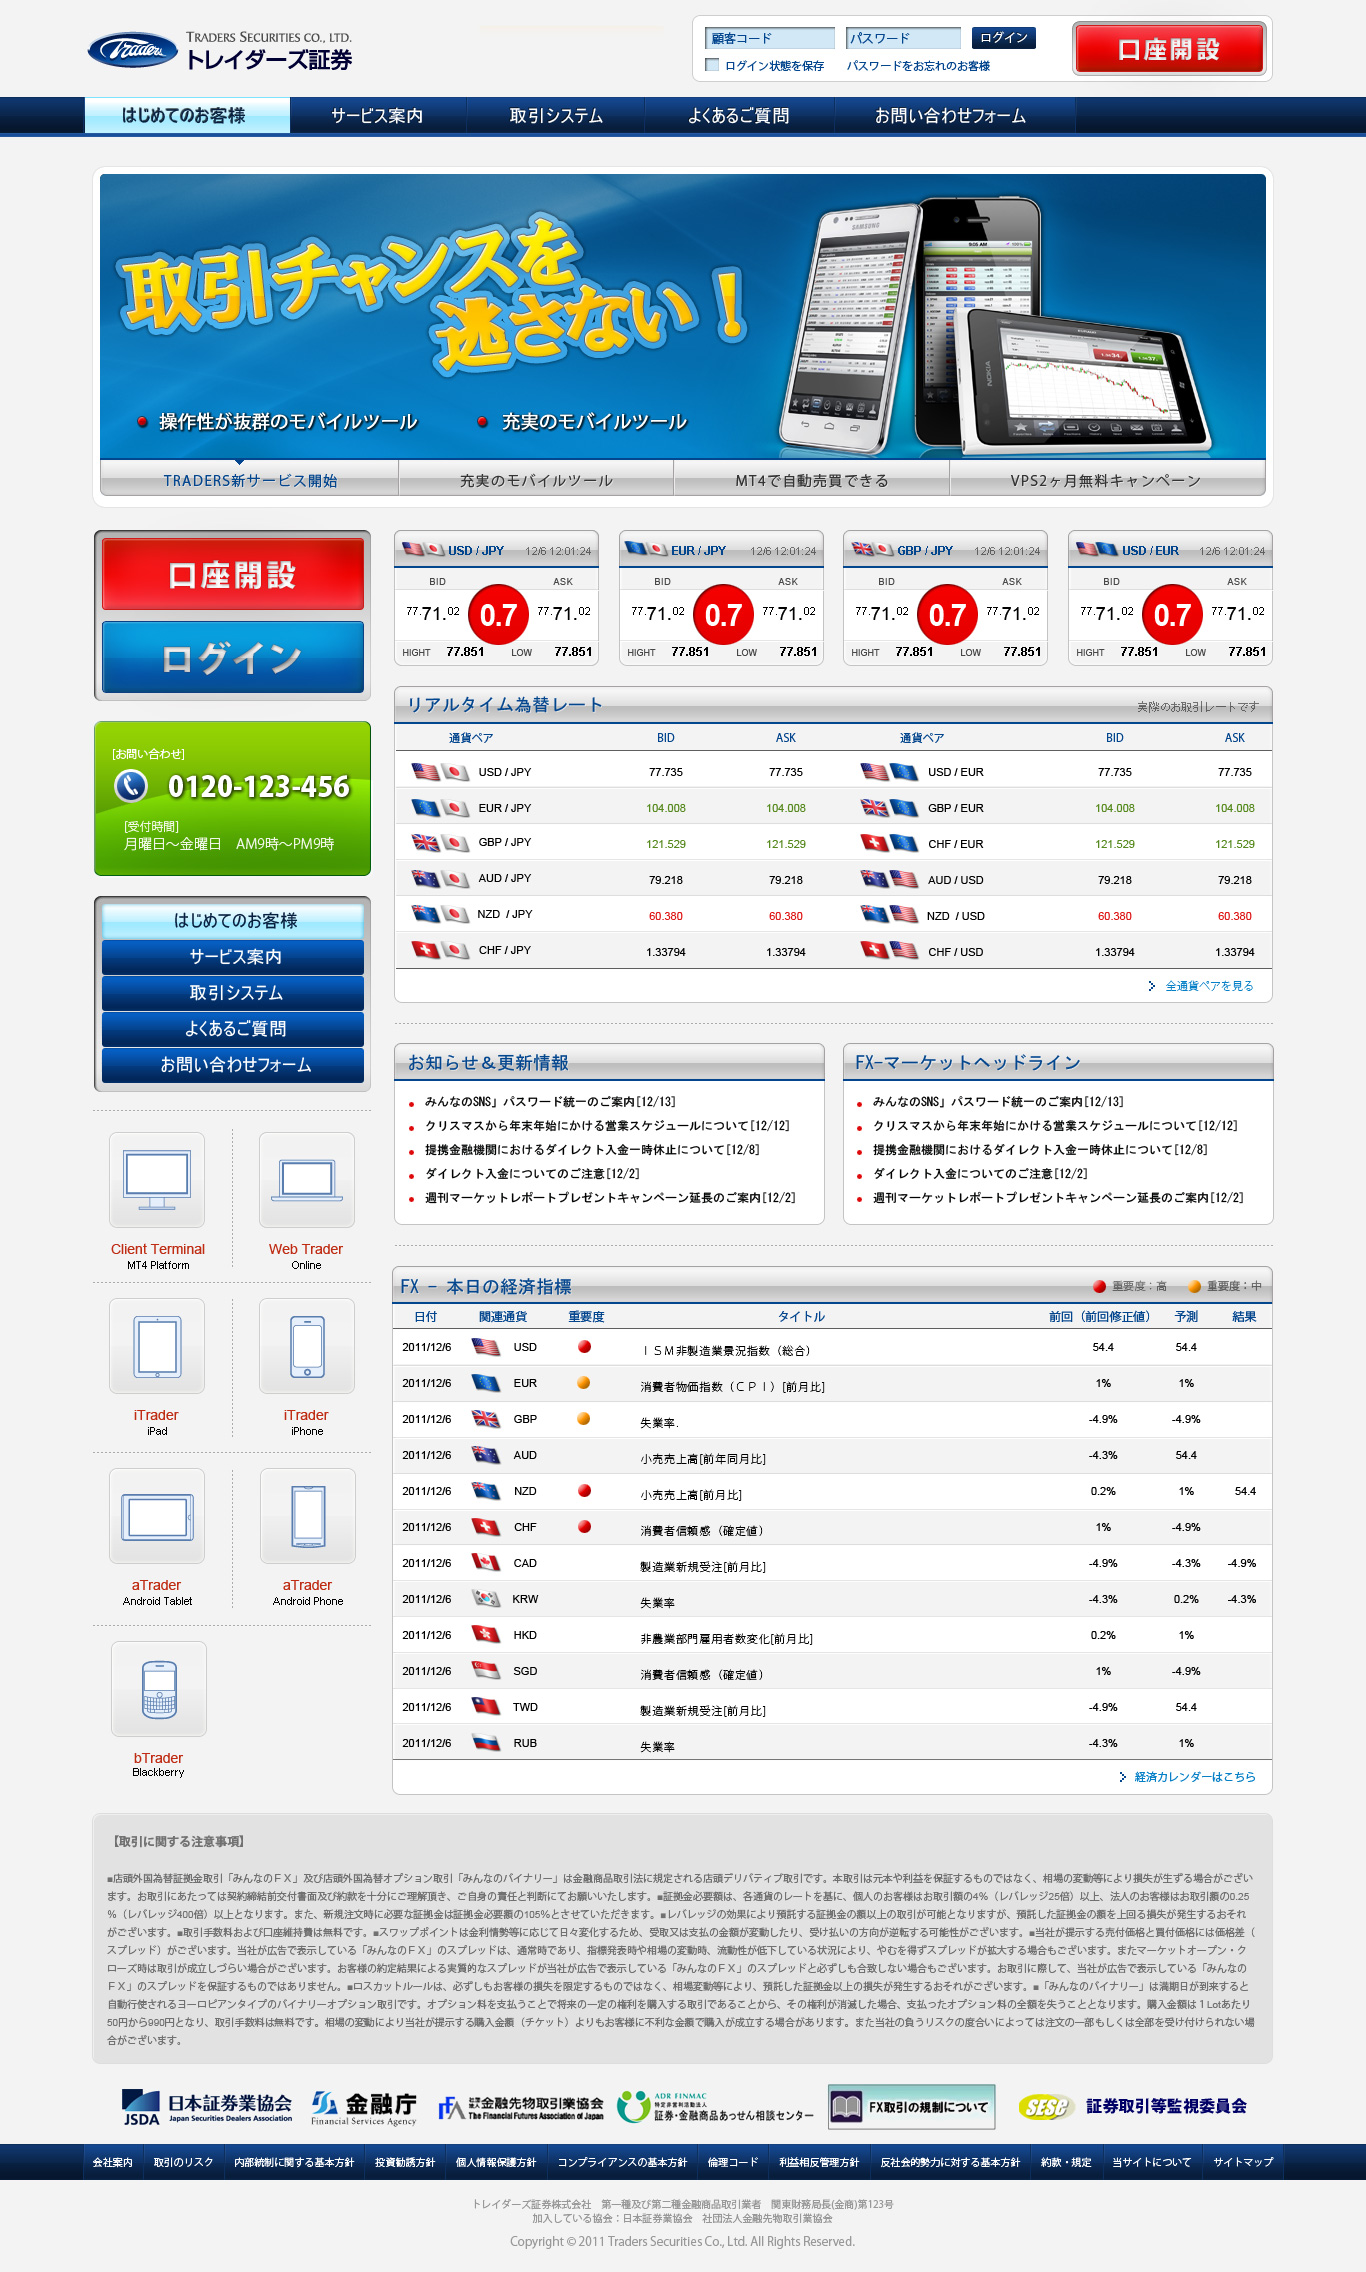 TRADERS SECURITIES CO., LTD.
トレイダーズ証券
顧客コード パスワード ログイン
ログイン状態を保存 パスワードをお忘れのお客様
口座開設
はじめてのお客様 サービス案内 取引システム よくあるご質問 お問い合わせフォーム
取引チャンスを
逃さない！
操作性が抜群のモバイルツール 充実のモバイルツール
TRADERS新サービス開始 充実のモバイルツール MT4で自動売買できる VPS2ヶ月無料キャンペーン
口座開設
ログイン
[お問い合わせ]
0120-123-456
[受付時間]
月曜日～金曜日 AM9時～PM9時
はじめてのお客様
サービス案内
取引システム
よくあるご質問
お問い合わせフォーム
Client Terminal Web Trader
MT4 Platform Online
iTrader iTrader
iPad iPhone
aTrader aTrader
Android Tablet Android Phone
bTrader
Blackberry
USD / JPY 12/6 12:01:24 EUR / JPY 12/6 12:01:24 GBP / JPY 12/6 12:01:24 USD / EUR 12/6 12:01:24
BID ASK BID ASK BID ASK BID ASK
77.71.02 0.7 77.71.02 77.71.02 0.7 77.71.02 77.71.02 0.7 77.71.02 77.71.02 0.7 77.71.02
HIGHT 77.851 LOW 77.851 HIGHT 77.851 LOW 77.851 HIGHT 77.851 LOW 77.851 HIGHT 77.851 LOW 77.851
リアルタイム為替レート 実際のお取引レートです
通貨ペア BID ASK 通貨ペア BID ASK
USD / JPY 77.735 77.735 USD / EUR 77.735 77.735
EUR / JPY 104.008 104.008 GBP / EUR 104.008 104.008
GBP / JPY 121.529 121.529 CHF / EUR 121.529 121.529
AUD / JPY 79.218 79.218 AUD / USD 79.218 79.218
NZD / JPY 60.380 60.380 NZD / USD 60.380 60.380
CHF / JPY 1.33794 1.33794 CHF / USD 1.33794 1.33794
全通貨ペアを見る
お知らせ＆更新情報
みんなのSNS」パスワード統一のご案内[12/13]
クリスマスから年末年始にかける営業スケジュールについて[12/12]
提携金融機関におけるダイレクト入金一時休止について[12/8]
ダイレクト入金についてのご注意[12/2]
週刊マーケットレポートプレゼントキャンペーン延長のご案内[12/2]
FX-マーケットヘッドライン
みんなのSNS」パスワード統一のご案内[12/13]
クリスマスから年末年始にかける営業スケジュールについて[12/12]
提携金融機関におけるダイレクト入金一時休止について[12/8]
ダイレクト入金についてのご注意[12/2]
週刊マーケットレポートプレゼントキャンペーン延長のご案内[12/2]
FX - 本日の経済指標 重要度：高 重要度：中
日付 関連通貨 重要度 タイトル 前回（前回修正値） 予測 結果
2011/12/6 USD ＩＳＭ非製造業景況指数（総合） 54.4 54.4
2011/12/6 EUR 消費者物価指数（ＣＰＩ）[前月比] 1% 1%
2011/12/6 GBP 失業率. -4.9% -4.9%
2011/12/6 AUD 小売売上高[前年同月比] -4.3% 54.4
2011/12/6 NZD 小売売上高[前月比] 0.2% 1% 54.4
2011/12/6 CHF 消費者信頼感（確定値） 1% -4.9%
2011/12/6 CAD 製造業新規受注[前月比] -4.9% -4.3% -4.9%
2011/12/6 KRW 失業率 -4.3% 0.2% -4.3%
2011/12/6 HKD 非農業部門雇用者数変化[前月比] 0.2% 1%
2011/12/6 SGD 消費者信頼感（確定値） 1% -4.9%
2011/12/6 TWD 製造業新規受注[前月比] -4.9% 54.4
2011/12/6 RUB 失業率 -4.3% 1%
経済カレンダーはこちら
【取引に関する注意事項】
■店頭外国為替証拠金取引「みんなのＦＸ」及び店頭外国為替オプション取引「みんなのバイナリー」は金融商品取引法に規定される店頭デリバティブ取引です。本取引は元本や利益を保証するものではなく、相場の変動等により損失が生ずる場合がござい
ます。お取引にあたっては契約締結前交付書面及び約款を十分にご理解頂き、ご自身の責任と判断にてお願いいたします。■証拠金必要額は、各通貨のレートを基に、個人のお客様はお取引額の4%（レバレッジ25倍）以上、法人のお客様はお取引額の0.25
%（レバレッジ400倍）以上となります。また、新規注文時に必要な証拠金は証拠金必要額の105%とさせていただきます。■レバレッジの効果により預託する証拠金の額以上の取引が可能となりますが、預託した証拠金の額を上回る損失が発生するおそれ
がございます。■取引手数料および口座維持費は無料です。■スワップポイントは金利情勢等に応じて日々変化するため、受取又は支払の金額が変動したり、受け払いの方向が逆転する可能性がございます。■当社が提示する売付価格と買付価格には価格差（
スプレッド）がございます。当社が広告で表示している「みんなのＦＸ」のスプレッドは、通常時であり、指標発表時や相場の変動時、流動性が低下している状況により、やむを得ずスプレッドが拡大する場合もございます。またマーケットオープン・ク
ローズ時は取引が成立しづらい場合がございます。お客様の約定結果による実質的なスプレッドが当社が広告で表示している「みんなのＦＸ」のスプレッドと必ずしも合致しない場合もございます。お取引に際して、当社が広告で表示している「みんなの
ＦＸ」のスプレッドを保証するものではありません。■ロスカットルールは、必ずしもお客様の損失を限定するものではなく、相場変動等により、預託した証拠金以上の損失が発生するおそれがございます。■「みんなのバイナリー」は満期日が到来すると
自動行使されるヨーロピアンタイプのバイナリーオプション取引です。オプション料を支払うことで将来の一定の権利を購入する取引であることから、その権利が消滅した場合、支払ったオプション料の全額を失うこととなります。購入金額は１Lotあたり
50円から990円となり、取引手数料は無料です。相場の変動により当社が提示する購入金額（チケット）よりもお客様に不利な金額で購入が成立する場合があります。また当社の負うリスクの度合いによっては注文の一部もしくは全部を受け付けられない場
合がございます。
JSDA 日本証券業協会 Japan Securities Dealers Association
金融庁 Financial Services Agency
金融先物取引業協会 The Financial Futures Association of Japan
ADR FINMAC 特定非営利活動法人 証券・金融商品あっせん相談センター
FX取引の規制について
SESC 証券取引等監視委員会
会社案内 取引のリスク 内部統制に関する基本方針 投資勧誘方針 個人情報保護方針 コンプライアンスの基本方針 倫理コード 利益相反管理方針 反社会的勢力に対する基本方針 約款・規定 当サイトについて サイトマップ
トレイダーズ証券株式会社 第一種及び第二種金融商品取引業者 関東財務局長(金商)第123号
加入している協会：日本証券業協会 社団法人金融先物取引業協会
Copyright © 2011 Traders Securities Co., Ltd. All Rights Reserved.